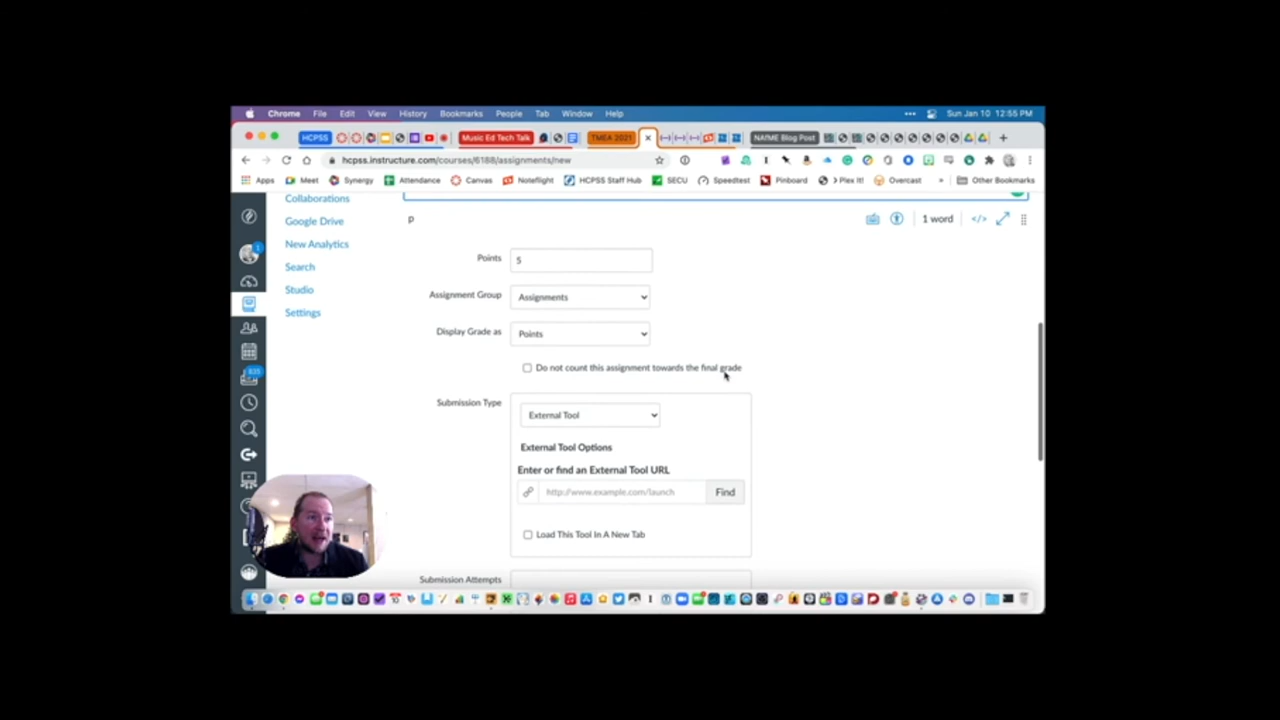 Chrome File Edit View History Bookmarks People Tab Window Help Sun Jan 10 12:55 PM
HCPSS Music Ed Tech Talk TMEA 2021 NAfME Blog Post
hcpss.instructure.com/courses/6188/assignments/new
Apps Meet Synergy Attendance Canvas Noteflight HCPSS Staff Hub SECU Speedtest Pinboard > Plex It! Overcast » Other Bookmarks
Collaborations
p 1 word </>
Google Drive
New Analytics
Search
Studio
Settings
1
835
Points 5
Assignment Group Assignments
Display Grade as Points
Do not count this assignment towards the final grade
Submission Type External Tool
External Tool Options
Enter or find an External Tool URL
http://www.example.com/launch Find
Load This Tool In A New Tab
Submission Attempts